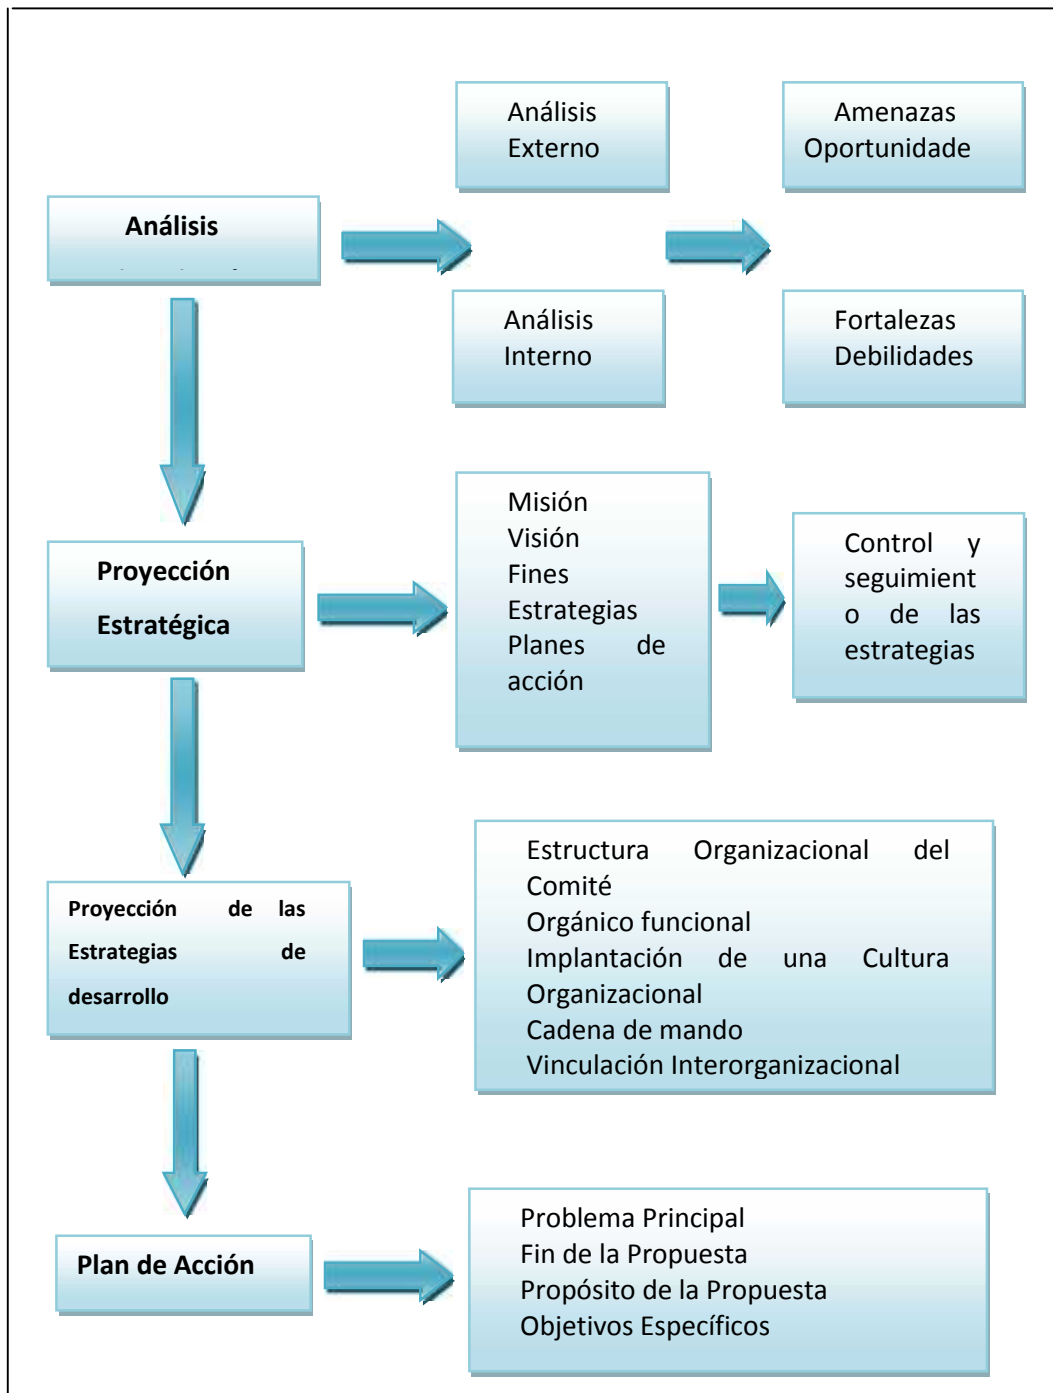 Análisis
Externo
Amenazas
Oportunidade
Análisis
Análisis
Interno
Fortalezas
Debilidades
Proyección
Estratégica
Misión
Visión
Fines
Estrategias
Planes de
acción
Control y
seguimient
o de las
estrategias
Proyección de las
Estrategias de
desarrollo
Estructura Organizacional del
Comité
Orgánico funcional
Implantación de una Cultura
Organizacional
Cadena de mando
Vinculación Interorganizacional
Plan de Acción
Problema Principal
Fin de la Propuesta
Propósito de la Propuesta
Objetivos Específicos